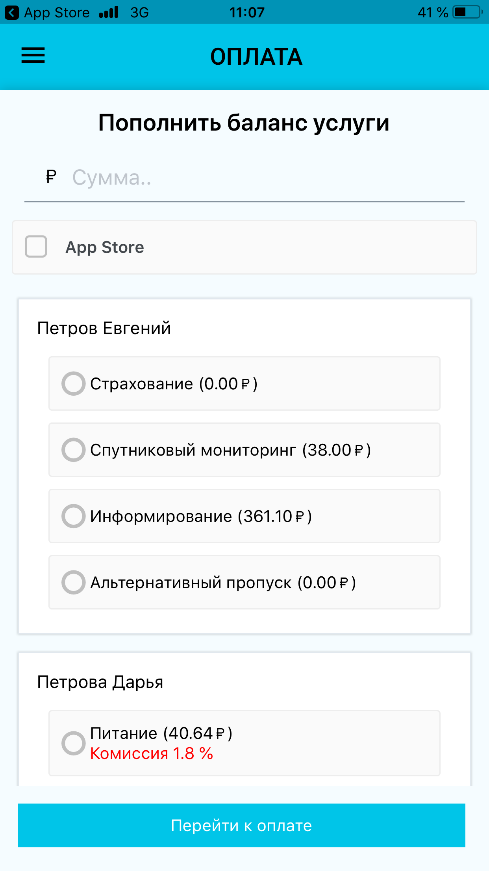 App Store 3G 11:07 41 %
ОПЛАТА
Пополнить баланс услуги
₽ Сумма..
App Store
Петров Евгений
Страхование (0.00 ₽)
Спутниковый мониторинг (38.00 ₽)
Информирование (361.10 ₽)
Альтернативный пропуск (0.00 ₽)
Петрова Дарья
Питание (40.64 ₽)
Комиссия 1.8 %
Перейти к оплате